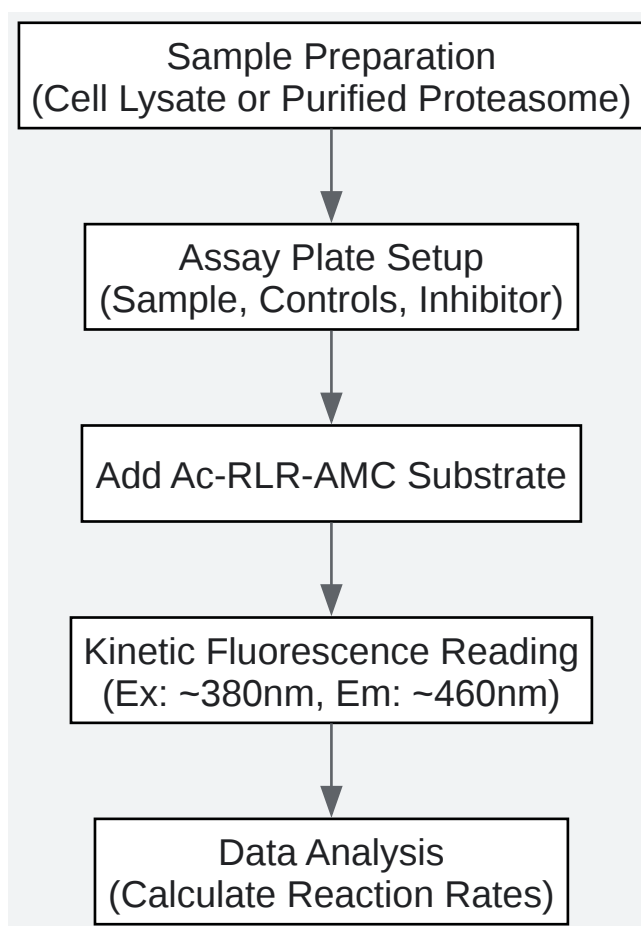 Sample Preparation
(Cell Lysate or Purified Proteasome)
Assay Plate Setup
(Sample, Controls, Inhibitor)
Add Ac-RLR-AMC Substrate
Kinetic Fluorescence Reading
(Ex: ~380nm, Em: ~460nm)
Data Analysis
(Calculate Reaction Rates)